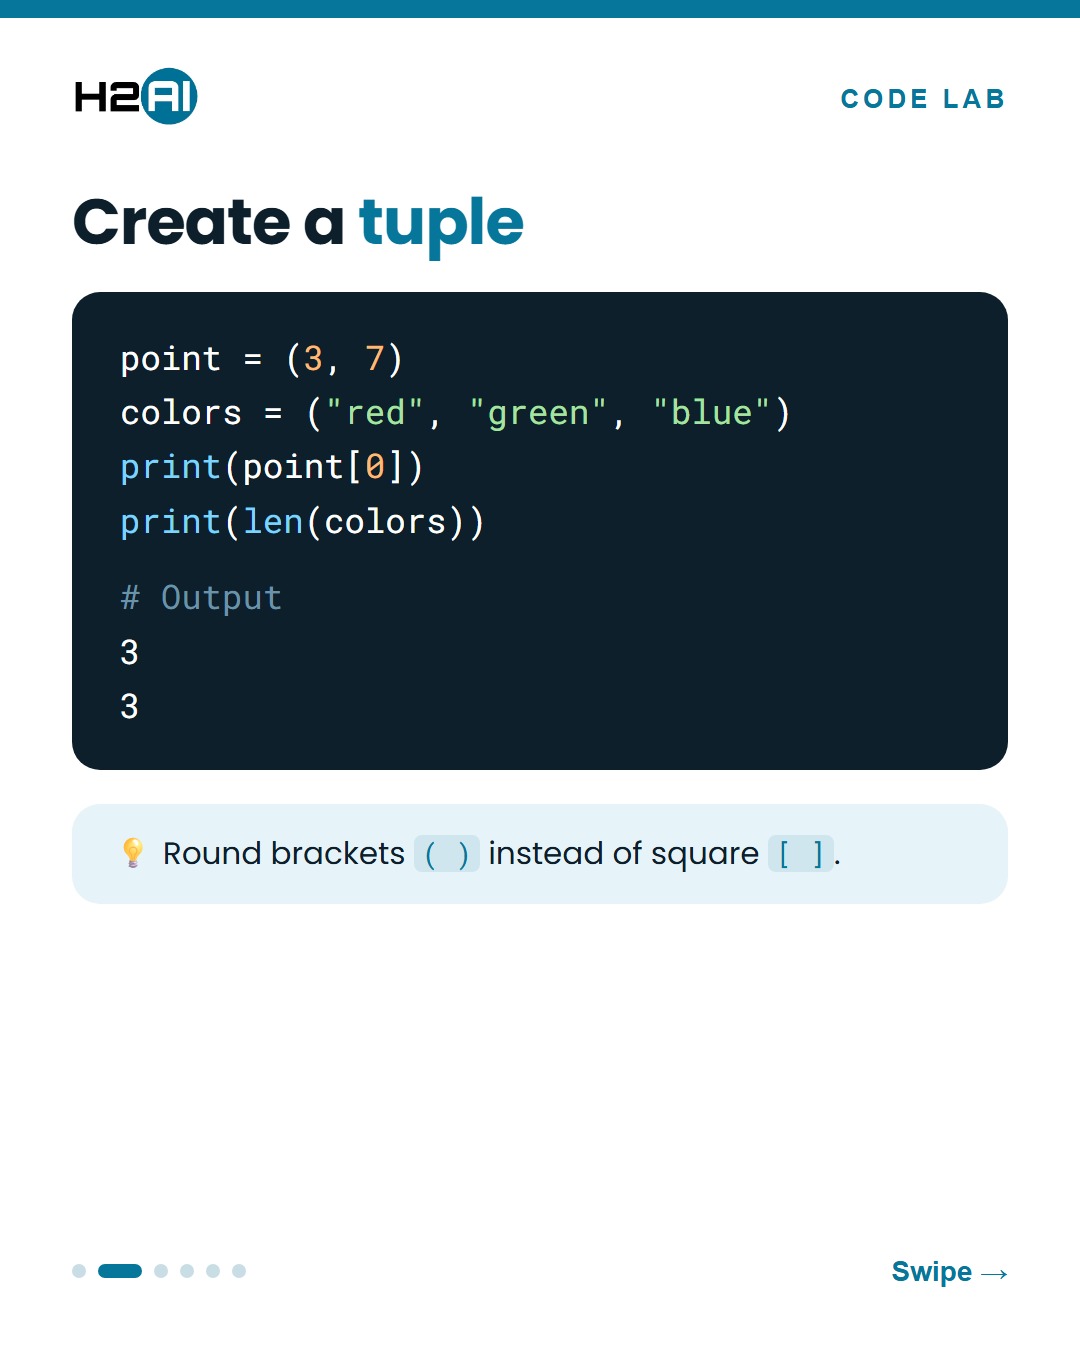 H2AI
CODE LAB
Create a tuple
point = (3, 7)
colors = ("red", "green", "blue")
print(point[0])
print(len(colors))
# Output
3
3
💡 Round brackets ( ) instead of square [ ].
Swipe →